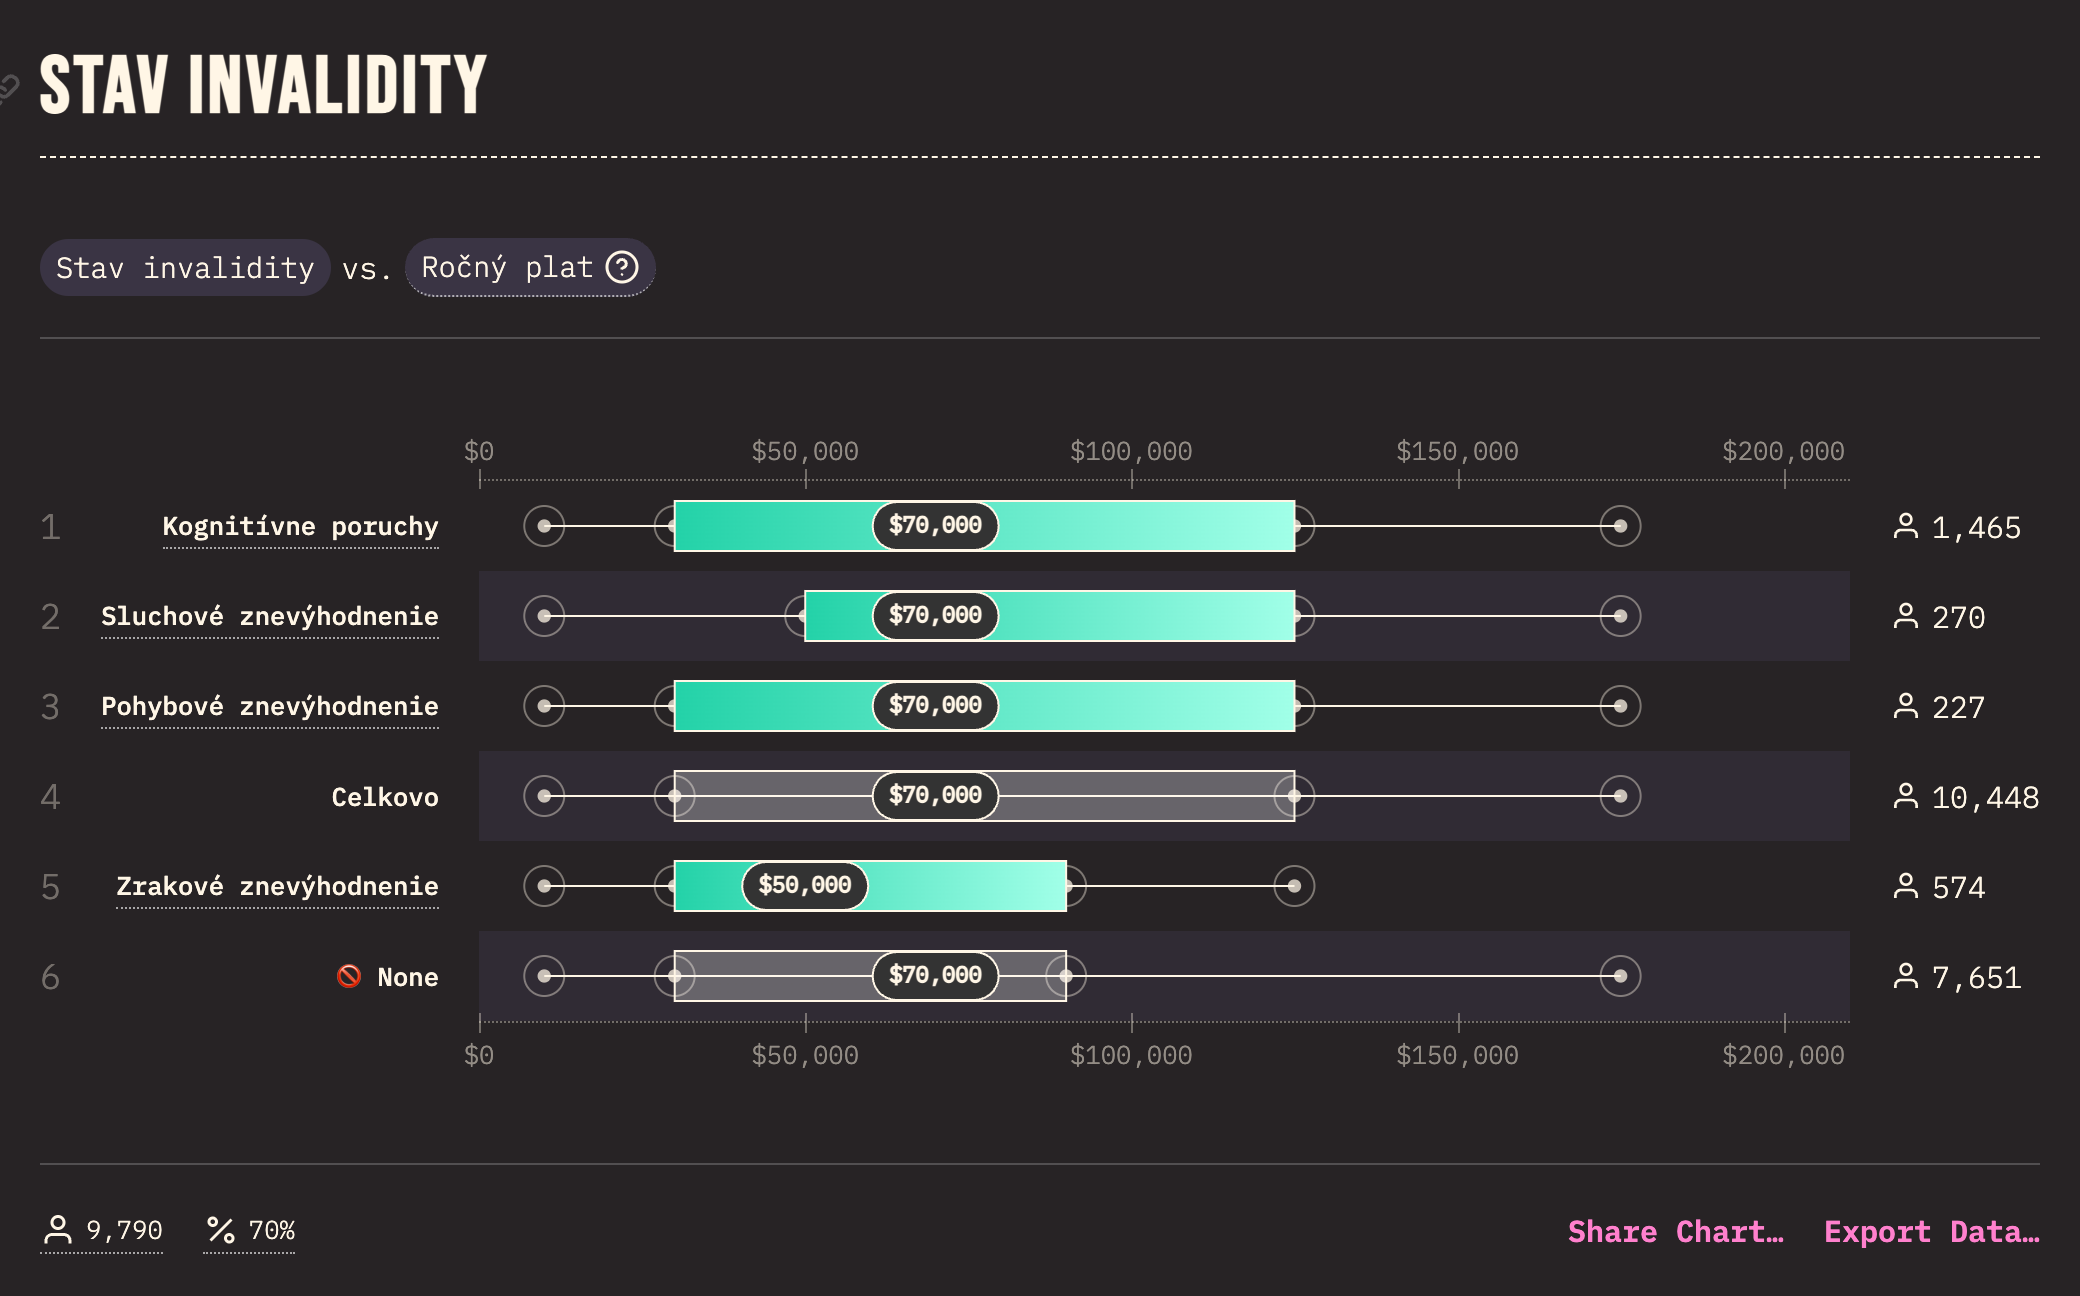 STAV INVALIDITY
Stav invalidity vs. Ročný plat
$0 $50,000 $100,000 $150,000 $200,000
1 Kognitívne poruchy $70,000 1,465
2 Sluchové znevýhodnenie $70,000 270
3 Pohybové znevýhodnenie $70,000 227
4 Celkovo $70,000 10,448
5 Zrakové znevýhodnenie $50,000 574
6 🚫 None $70,000 7,651
$0 $50,000 $100,000 $150,000 $200,000
9,790 % 70% Share Chart… Export Data…